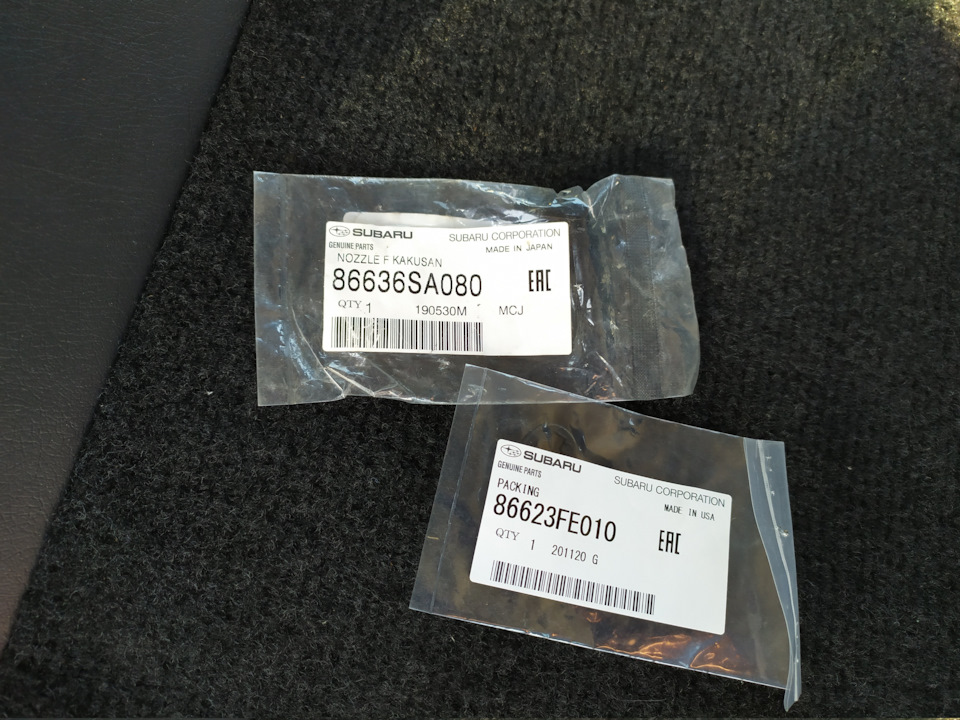 SUBARU SUBARU CORPORATION
GENUINE PARTS MADE IN JAPAN
NOZZLE F KAKUSAN
86636SA080 EAC
QTY 1 190530M MCJ
SUBARU
GENUINE PARTS SUBARU CORPORATION
PACKING MADE IN USA
86623FE010 EAC
QTY 1 201120 G